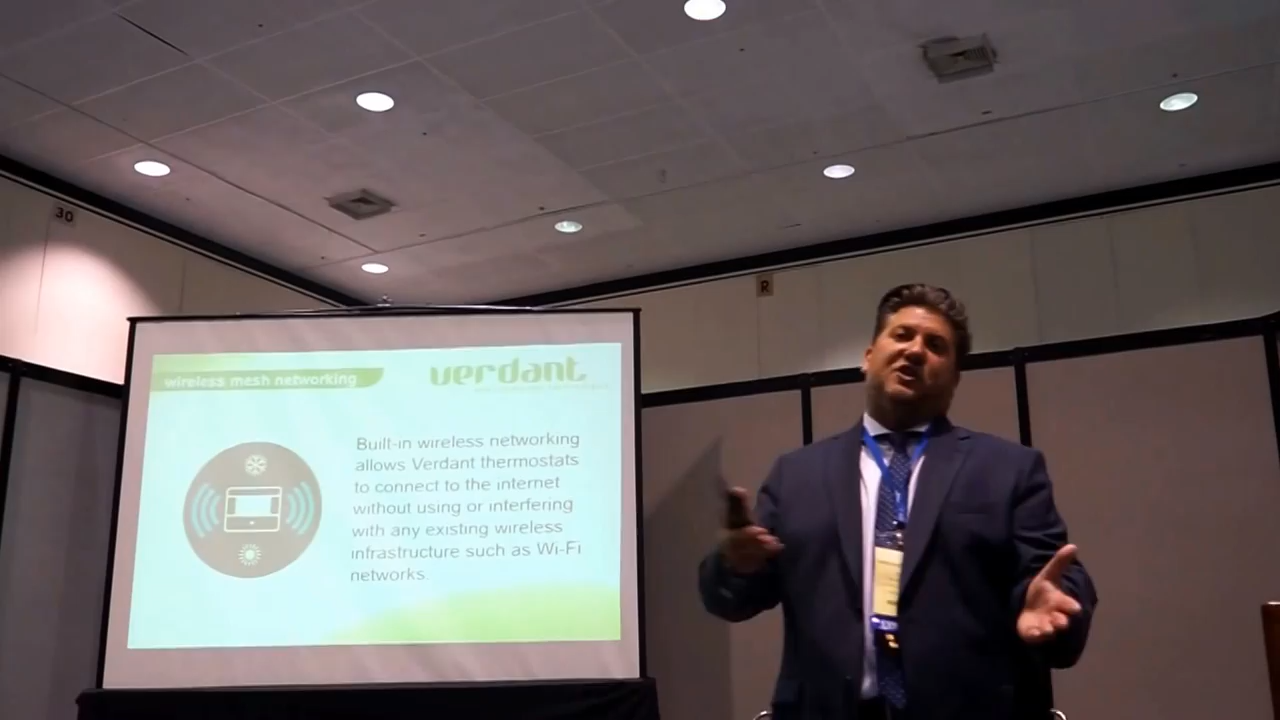 30
R
wireless mesh networking
verdant
Built-in wireless networking
allows Verdant thermostats
to connect to the internet
without using or interfering
with any existing wireless
infrastructure such as Wi-Fi
networks.